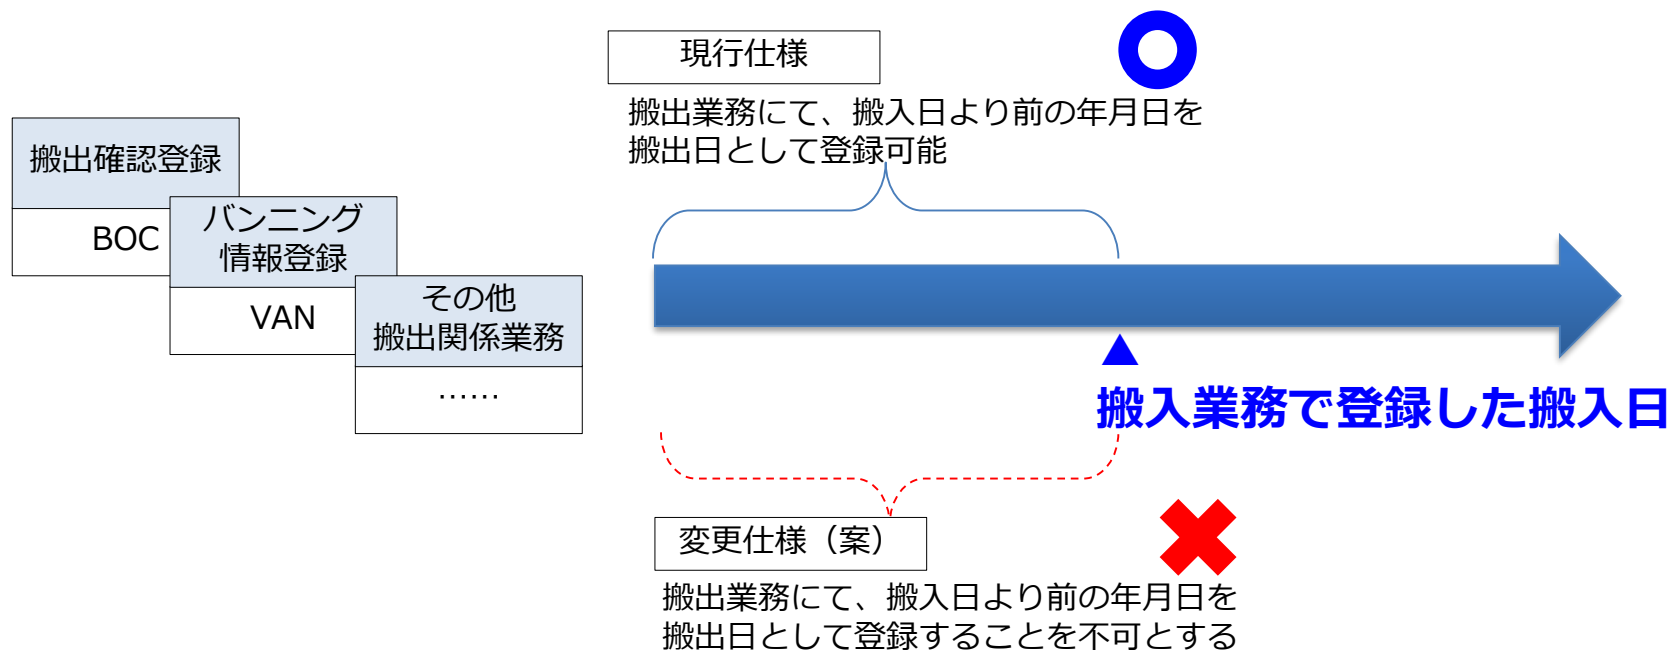 現行仕様
搬出業務にて、搬入日より前の年月日を
搬出日として登録可能
搬出確認登録
BOC
バンニング
情報登録
VAN
その他
搬出関係業務
……
搬入業務で登録した搬入日
変更仕様（案）
搬出業務にて、搬入日より前の年月日を
搬出日として登録することを不可とする